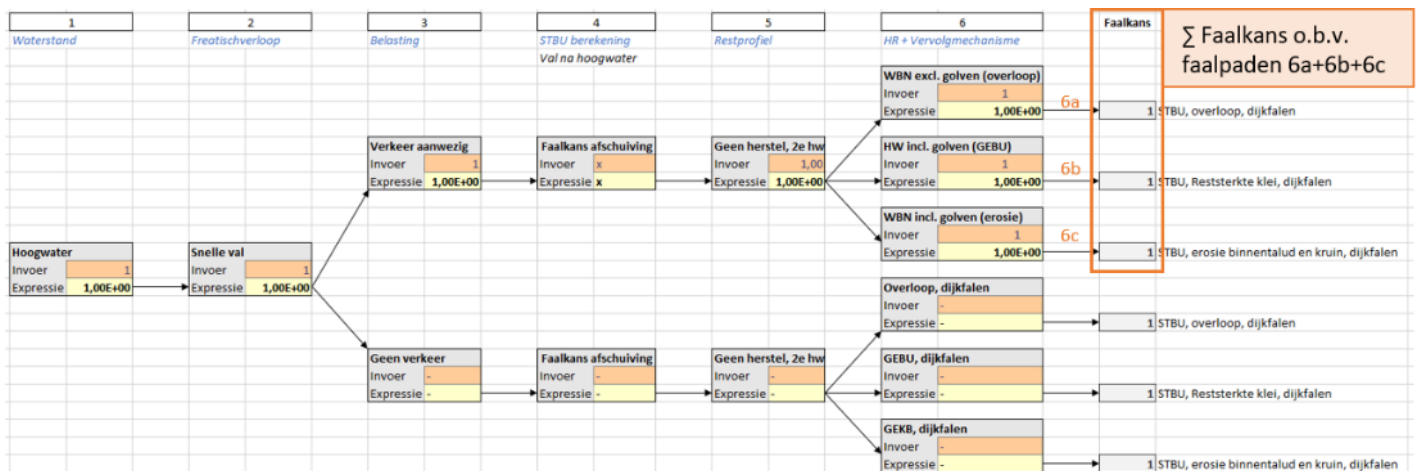 1 2 3 4 5 6 Faalkans
Waterstand Freatischverloop Belasting STBU berekening Restprofiel HR + Vervolgmechanisme
Val na hoogwater
∑ Faalkans o.b.v.
faalpaden 6a+6b+6c
WBN excl. golven (overloop)
Invoer 1
Expressie 1,00E+00 6a 1 STBU, overloop, dijkfalen
Verkeer aanwezig Faalkans afschuiving Geen herstel, 2e hw HW incl. golven (GEBU)
Invoer 1 Invoer x Invoer 1,00 Invoer 1
Expressie 1,00E+00 Expressie x Expressie 1,00E+00 Expressie 1,00E+00 6b 1 STBU, Reststerkte klei, dijkfalen
WBN incl. golven (erosie)
Invoer 1
Expressie 1,00E+00 6c 1 STBU, erosie binnentalud en kruin, dijkfalen
Hoogwater Snelle val
Invoer 1 Invoer 1
Expressie 1,00E+00 Expressie 1,00E+00
Overloop, dijkfalen
Invoer -
Expressie - 1 STBU, overloop, dijkfalen
Geen verkeer Faalkans afschuiving Geen herstel, 2e hw GEBU, dijkfalen
Invoer - Invoer - Invoer - Invoer -
Expressie - Expressie - Expressie - Expressie - 1 STBU, Reststerkte klei, dijkfalen
GEKB, dijkfalen
Invoer -
Expressie - 1 STBU, erosie binnentalud en kruin, dijkfalen